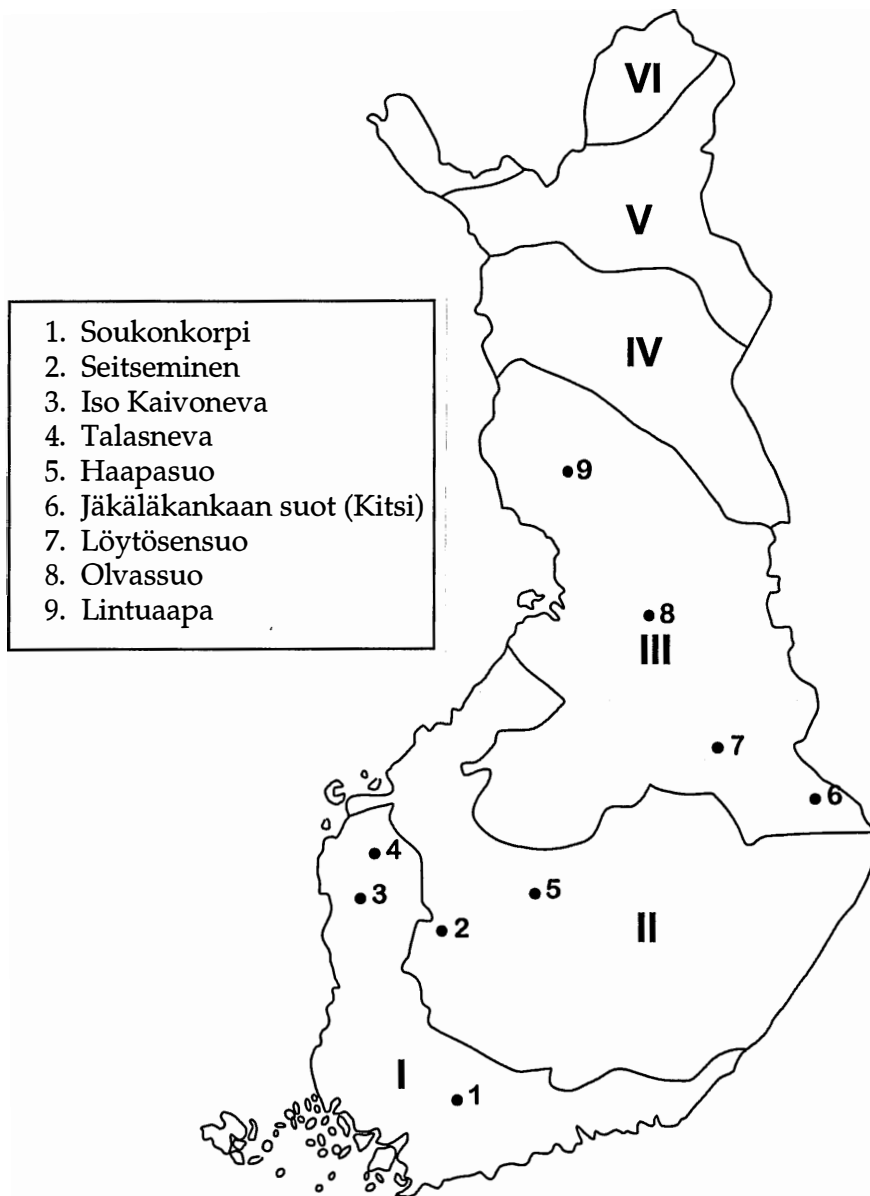 VI
V
IV
1. Soukonkorpi
2. Seitseminen
3. Iso Kaivoneva
4. Talasneva
5. Haapasuo
6. Jäkäläkankaan suot (Kitsi)
7. Löytösensuo
8. Olvassuo
9. Lintuaapa
9
8
III
7
6
4
3
5
2
II
I
1